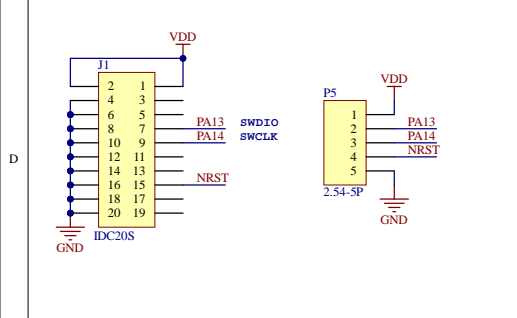 VDD
J1
2 1
4 3
6 5
8 7 PA13 SWDIO
10 9 PA14 SWCLK
12 11
14 13
16 15 NRST
18 17
20 19
GND
IDC20S
VDD
P5
1
2 PA13
3 PA14
4 NRST
5
2.54-5P
GND
D